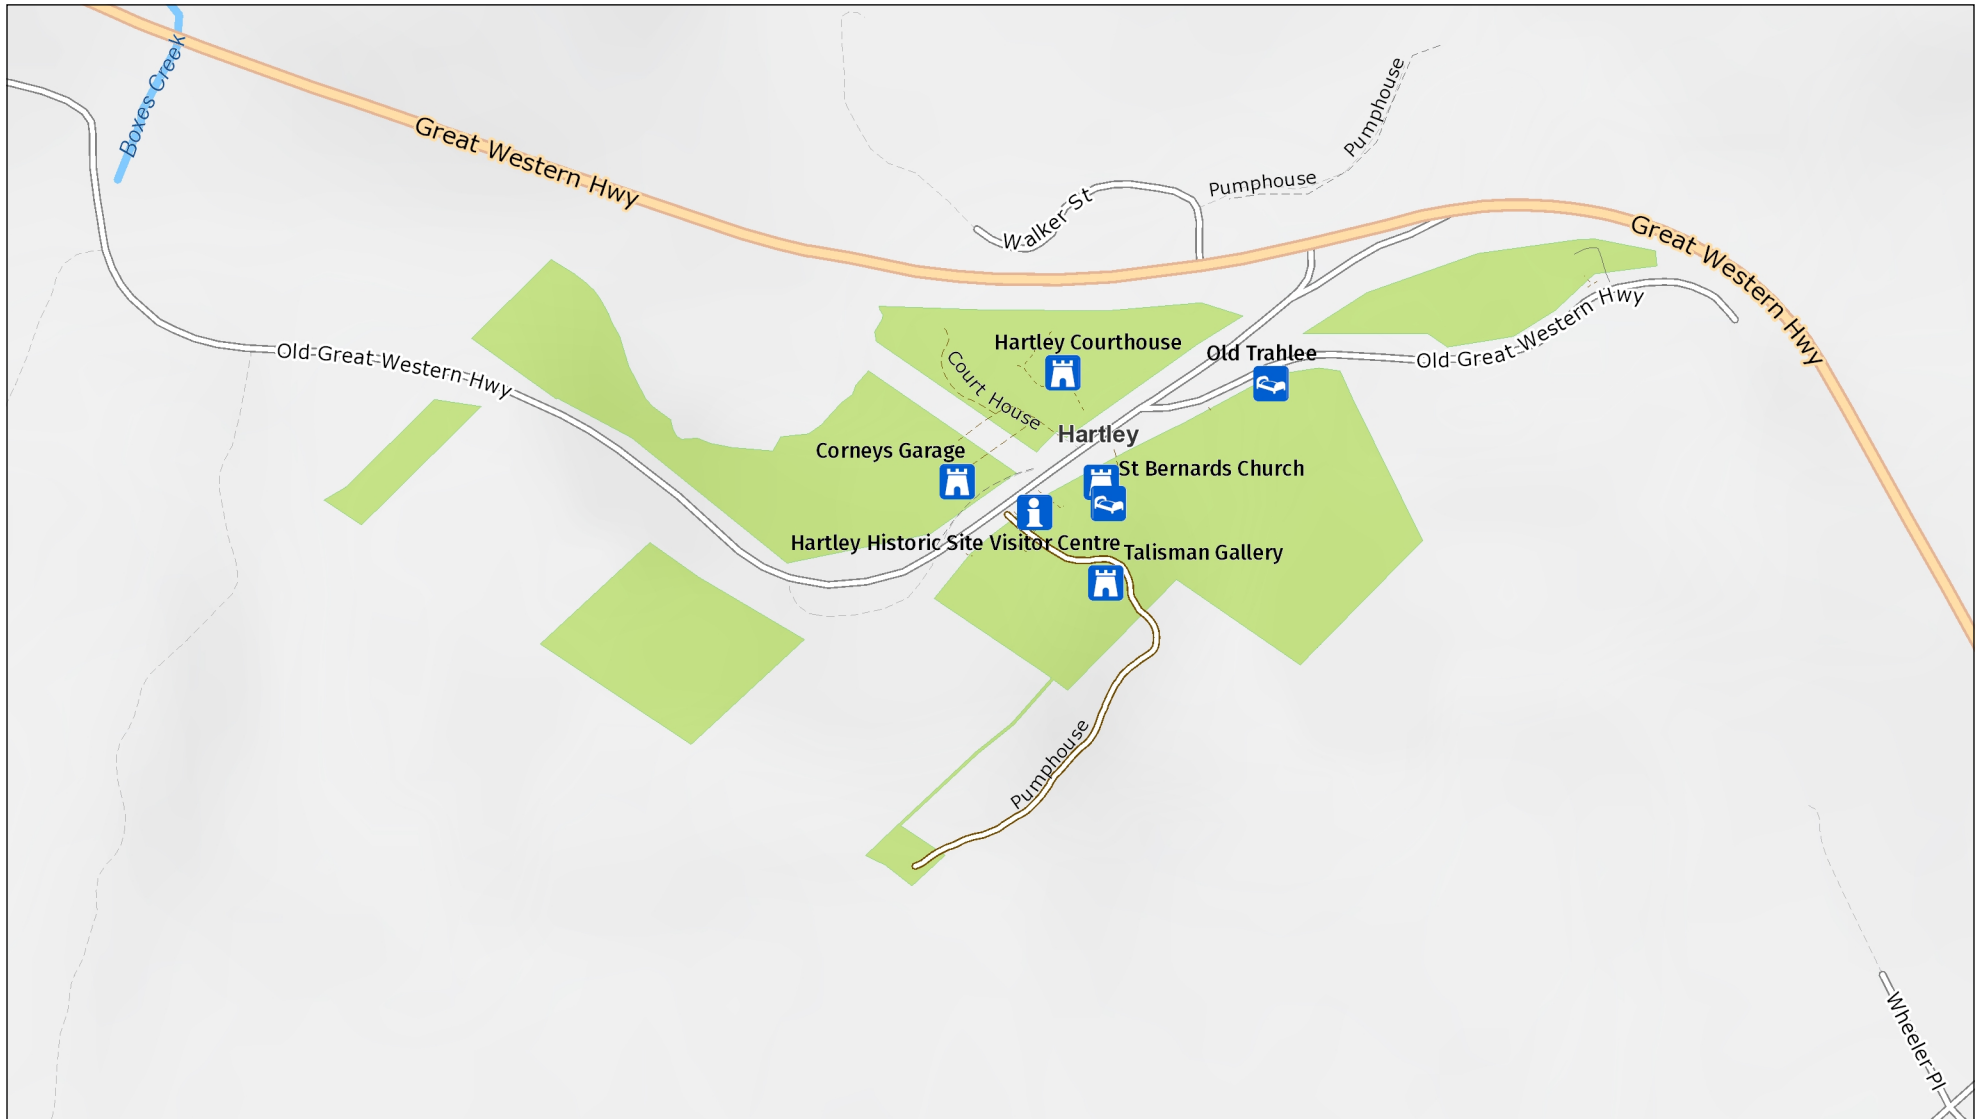 Boxes Creek
Great Western Hwy
Pumphouse
Pumphouse
Walker St
Great Western Hwy
Old Great Western Hwy
Hartley Courthouse
Old Trahlee
Old Great Western Hwy
Court House
Hartley
Corneys Garage
St Bernards Church
Hartley Historic Site Visitor Centre
Talisman Gallery
Pumphouse
Wheeler Pl